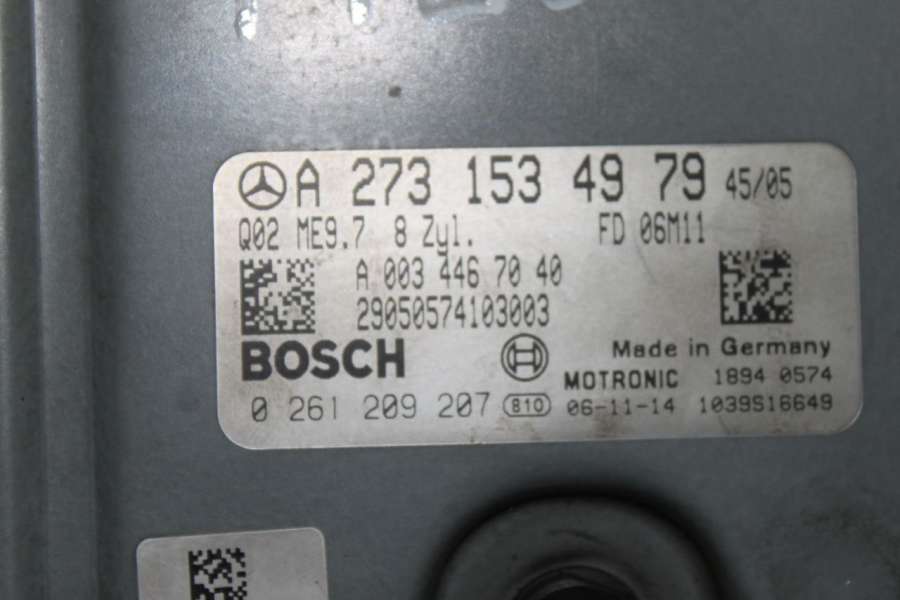 A 273 153 49 79 45/05
Q02 ME9.7 8 Zyl. FD 06M11
A 003 446 70 40
29050574103003
BOSCH Made in Germany
MOTRONIC 1894 0574
0 261 209 207 810 06-11-14 1039S16649